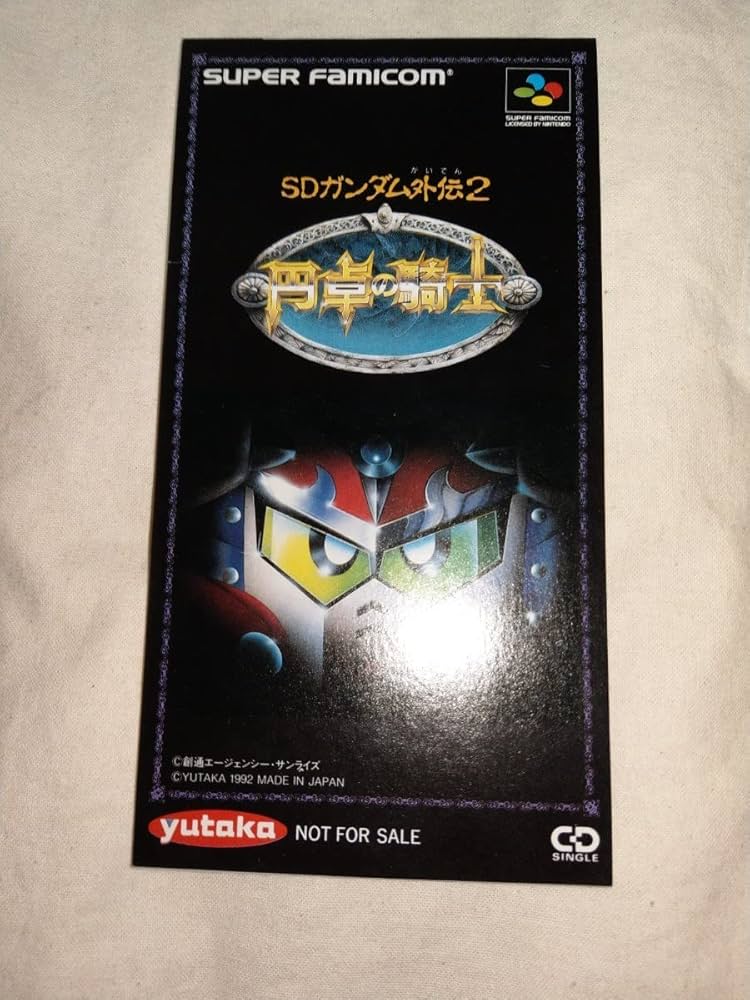 SUPER FAMICOM®
SUPER FAMICOM
LICENSED BY NINTENDO
がいでん
SDガンダム外伝2
円卓の騎士
©創通エージェンシー・サンライズ
©YUTAKA 1992 MADE IN JAPAN
yutaka NOT FOR SALE
CD
SINGLE